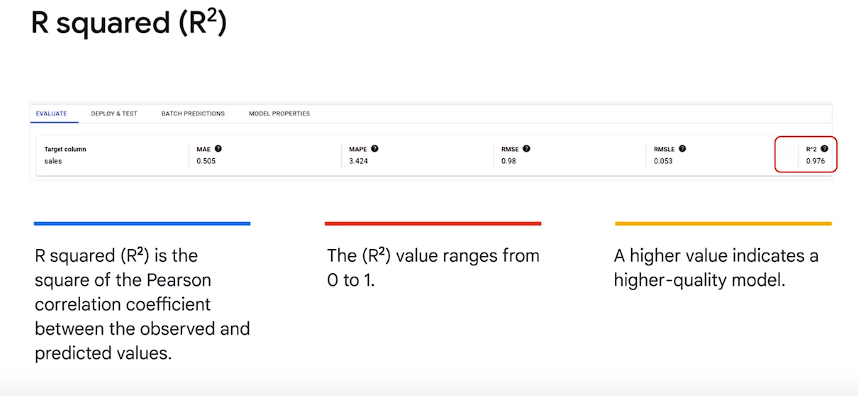 R squared (R²)
EVALUATE DEPLOY & TEST BATCH PREDICTIONS MODEL PROPERTIES
Target column MAE ? MAPE ? RMSE ? RMSLE ? R^2 ?
sales 0.505 3.424 0.98 0.053 0.976
R squared (R²) is the
square of the Pearson
correlation coefficient
between the observed and
predicted values.
The (R²) value ranges from
0 to 1.
A higher value indicates a
higher-quality model.